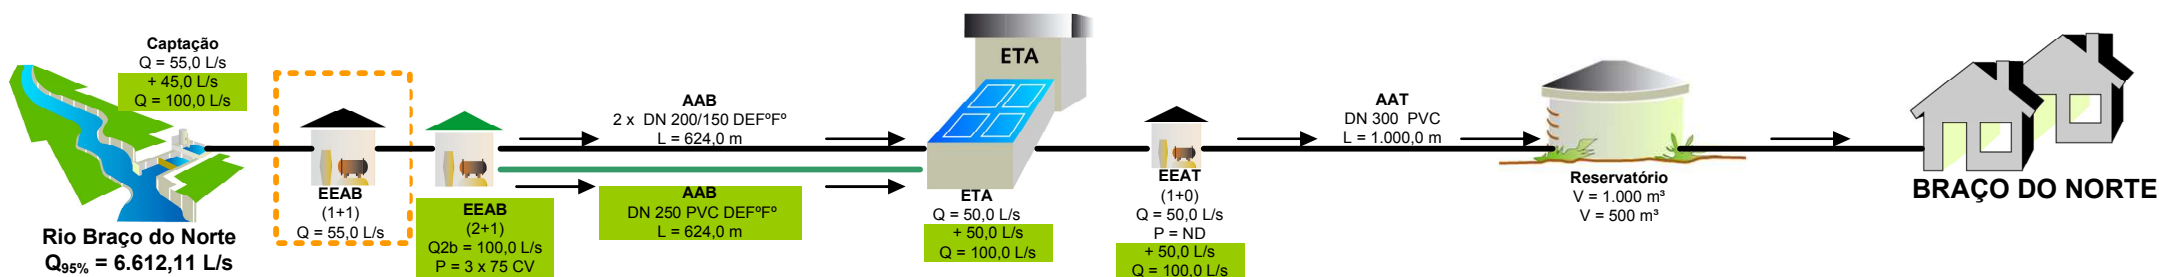 Captação
Q = 55,0 L/s
+ 45,0 L/s
Q = 100,0 L/s
Rio Braço do Norte
Q95% = 6.612,11 L/s
EEAB
(1+1)
Q = 55,0 L/s
EEAB
(2+1)
Q2b = 100,0 L/s
P = 3 x 75 CV
AAB
2 x DN 200/150 DEFºFº
L = 624,0 m
AAB
DN 250 PVC DEFºFº
L = 624,0 m
ETA
ETA
Q = 50,0 L/s
+ 50,0 L/s
Q = 100,0 L/s
EEAT
(1+0)
Q = 50,0 L/s
P = ND
+ 50,0 L/s
Q = 100,0 L/s
AAT
DN 300 PVC
L = 1.000,0 m
Reservatório
V = 1.000 m³
V = 500 m³
BRAÇO DO NORTE